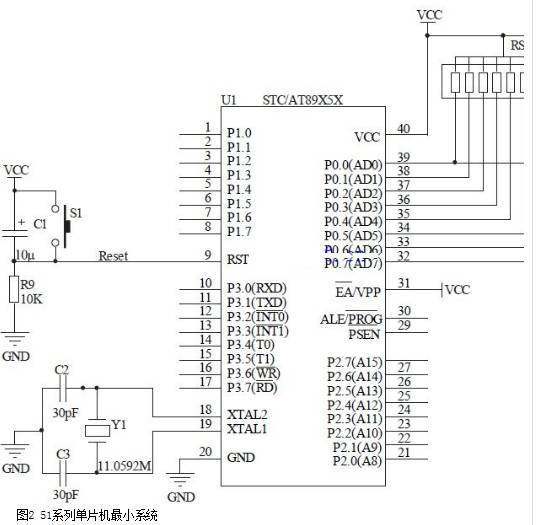 VCC
RS
U1 STC/AT89X5X
1 P1.0
2 P1.1
3 P1.2
4 P1.3
5 P1.4
6 P1.5
7 P1.6
8 P1.7
9 RST
10 P3.0(RXD)
11 P3.1(TXD)
12 P3.2(INT0)
13 P3.3(INT1)
14 P3.4(T0)
15 P3.5(T1)
16 P3.6(WR)
17 P3.7(RD)
18 XTAL2
19 XTAL1
20 GND
VCC 40
P0.0(AD0) 39
P0.1(AD1) 38
P0.2(AD2) 37
P0.3(AD3) 36
P0.4(AD4) 35
P0.5(AD5) 34
P0.6(AD6) 33
P0.7(AD7) 32
EA/VPP 31 VCC
ALE/PROG 30
PSEN 29
P2.7(A15) 27
P2.6(A14) 26
P2.5(A13) 25
P2.4(A12) 24
P2.3(A11) 23
P2.2(A10) 22
P2.1(A9)
P2.0(A8) 21
VCC
S1
C1 +
10μ
Reset
R9
10K
GND
C2
30pF
Y1
GND
C3
30pF
11.0592M
GND
图2 51系列单片机最小系统